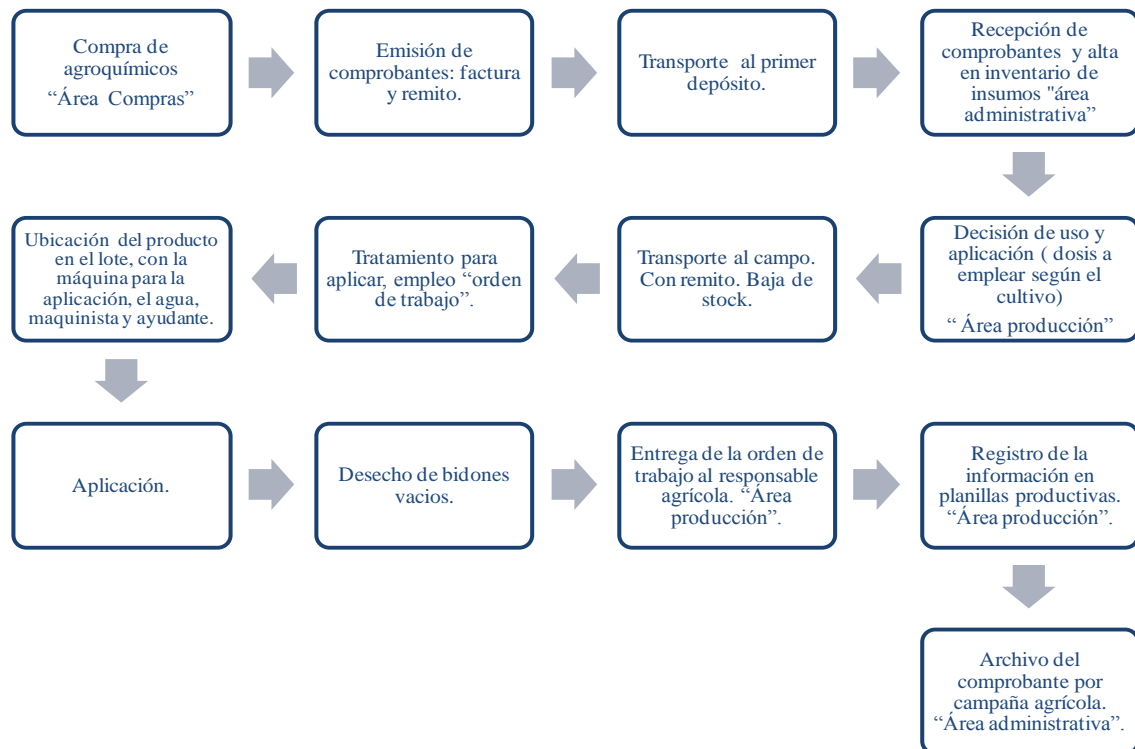 Compra de
agroquímicos
“Área Compras”
Emisión de
comprobantes: factura
y remito.
Transporte al primer
depósito.
Recepción de
comprobantes y alta
en inventario de
insumos "área
administrativa”
Decisión de uso y
aplicación ( dosis a
emplear según el
cultivo)
“ Área producción”
Transporte al campo.
Con remito. Baja de
stock.
Tratamiento para
aplicar, empleo “orden
de trabajo”.
Ubicación del producto
en el lote, con la
máquina para la
aplicación, el agua,
maquinista y ayudante.
Aplicación.
Desecho de bidones
vacios.
Entrega de la orden de
trabajo al responsable
agrícola. “Área
producción”.
Registro de la
información en
planillas productivas.
“Área producción”.
Archivo del
comprobante por
campaña agrícola.
“Área administrativa”.